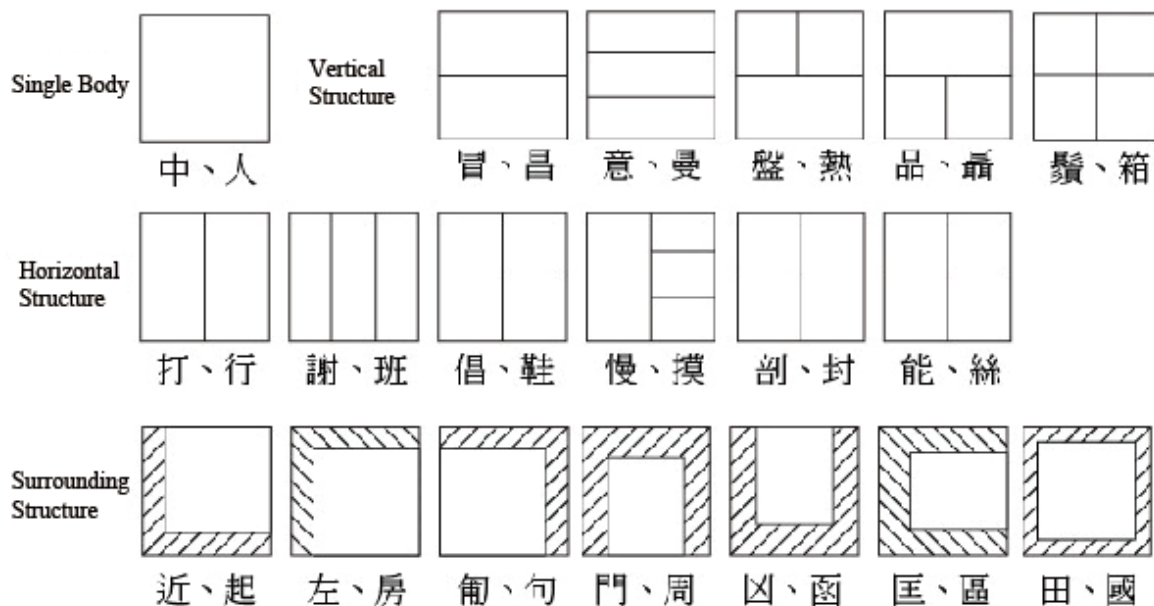 Single Body
Vertical
Structure
中、人
冒、昌
意、曼
盤、熱
品、聶
鬚、箱
Horizontal
Structure
打、行
謝、班
倡、鞋
慢、摸
剖、封
能、絲
Surrounding
Structure
近、起
左、房
匍、句
門、周
凶、函
匡、區
田、國